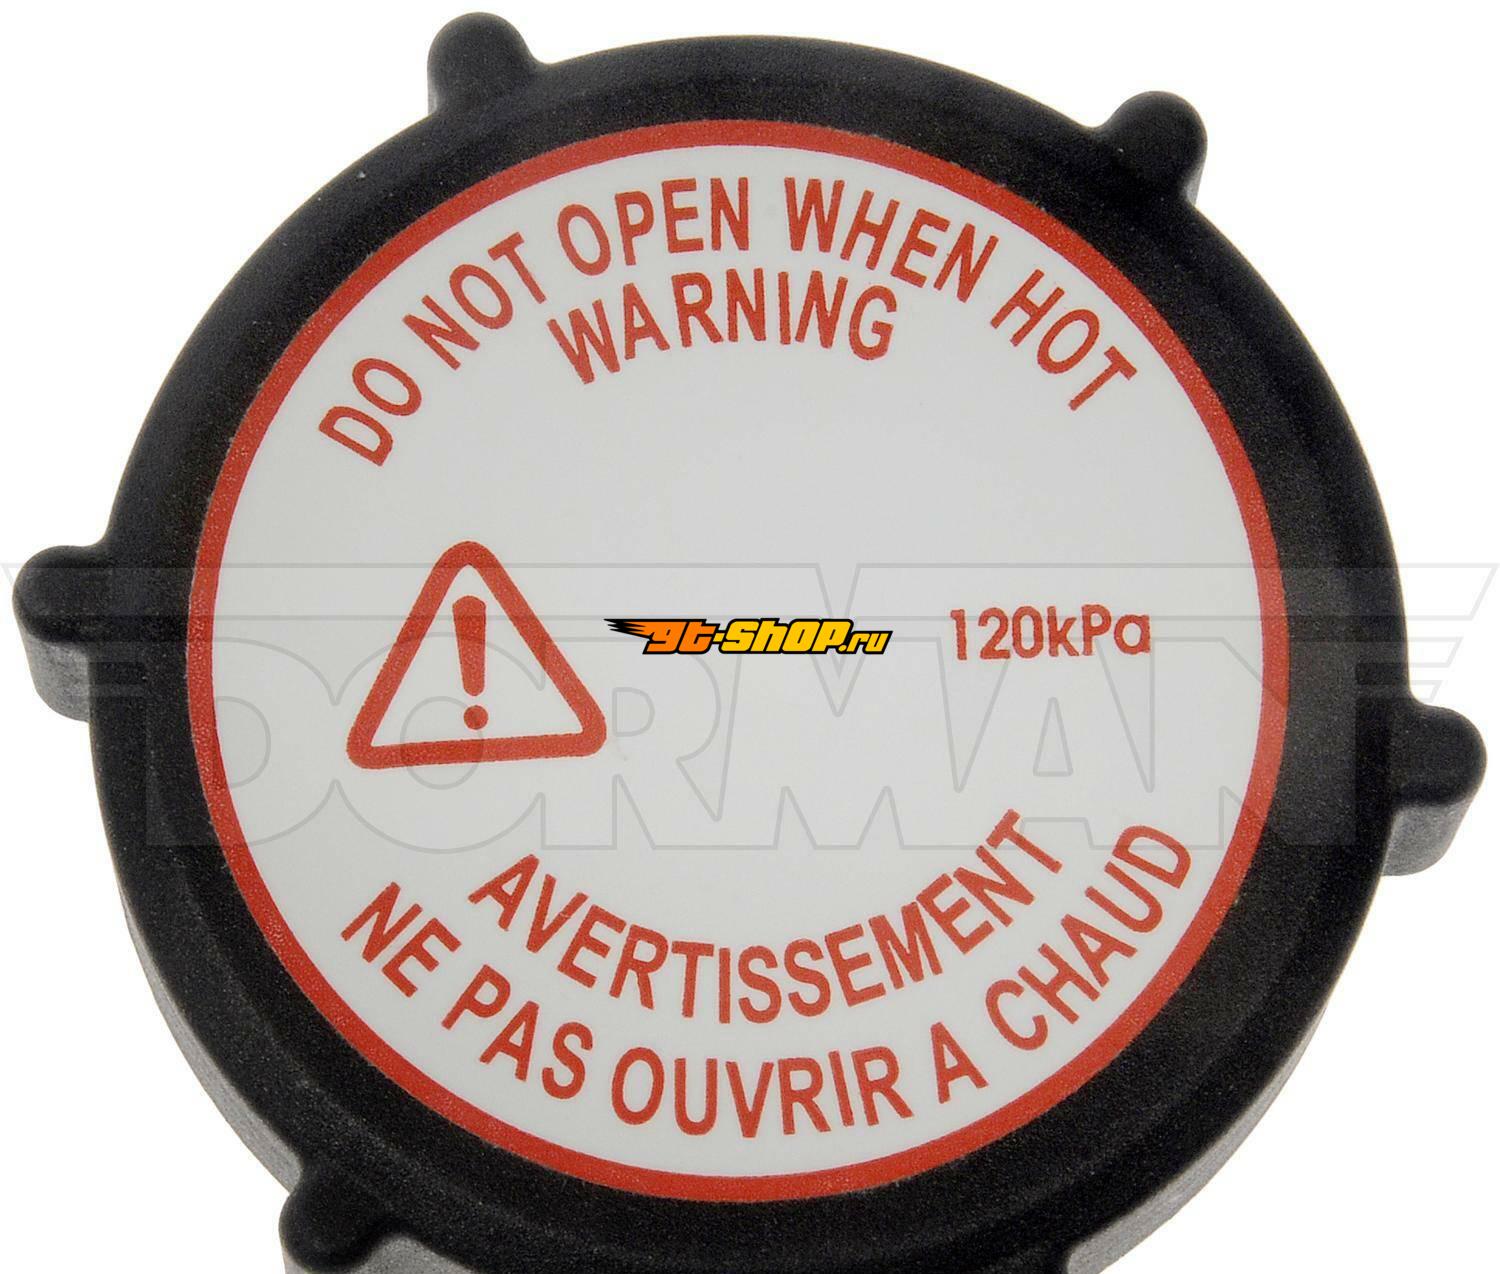 DO NOT OPEN WHEN HOT
WARNING
120kPa
gt-shop.ru
DORMAN
AVERTISSEMENT
NE PAS OUVRIR A CHAUD